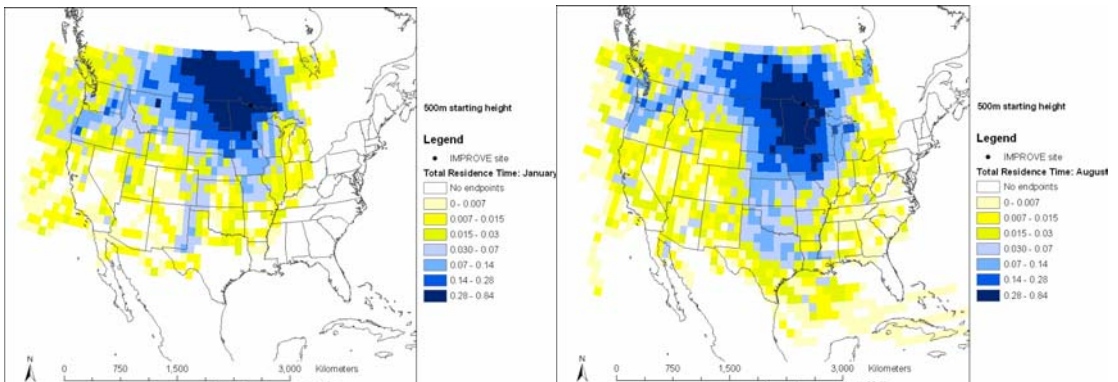 500m starting height
Legend
IMPROVE site
Total Residence Time: January
No endpoints
0 - 0.007
0.007 - 0.015
0.015 - 0.03
0.030 - 0.07
0.07 - 0.14
0.14 - 0.28
0.28 - 0.84
N
0 750 1,500 3,000 Kilometers
500m starting height
Legend
IMPROVE site
Total Residence Time: August
No endpoints
0 - 0.007
0.007 - 0.015
0.015 - 0.03
0.030 - 0.07
0.07 - 0.14
0.14 - 0.28
0.28 - 0.84
N
0 750 1,500 3,000 Kilometers